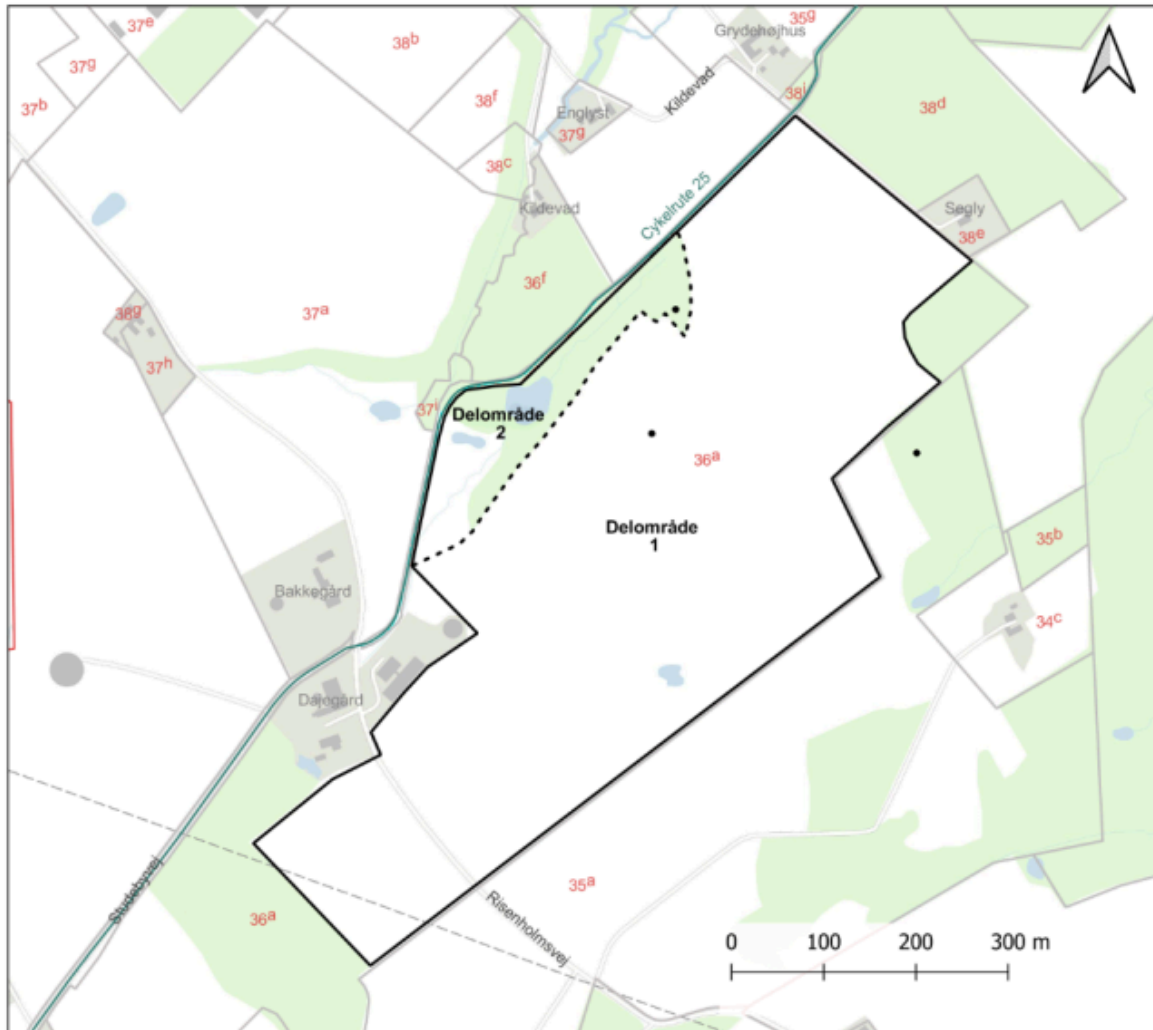 37e
38b
35g
Grydehøjhus
37g
38f
Kildevad
38i
38d
37b
Englyst
37g
38c
Cykelrute 25
Kildevad
Søgly
38e
36f
38g
37a
37h
37i
Delområde
2
36a
Delområde
1
35b
Bakkegård
34c
Dalegård
Studebyvej
36a
35a
Risenholmsvej
0 100 200 300 m